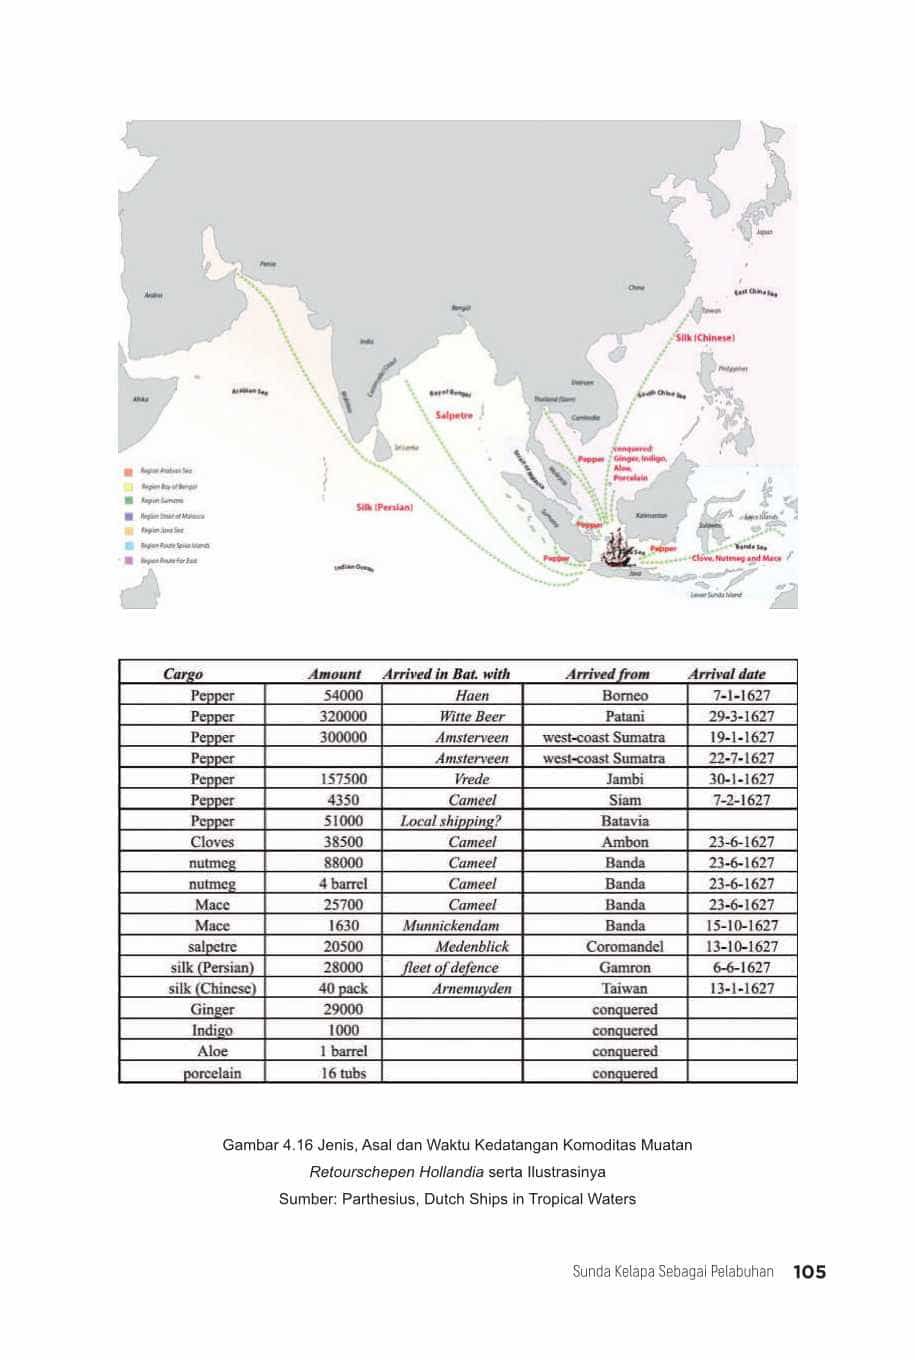 Japan
Persia
China
East China Sea
Arabia
Bengal
Taiwan
India
Silk (Chinese)
Coromandel Coast
Philippines
Vietnam
Arabian Sea
Malabar
Bay of Bengal
South China Sea
Afrika
Thailand (Siam)
Salpetre
Cambodia
Sri Lanka
conquered
Pepper
Ginger, Indigo,
Aloe,
Porcelain
Strait of Malacca
Malaysia
Region Arabian Sea
Region Bay of Bengal
Region Sumatra
Region Strait of Malacca
Region Java Sea
Region Route Spice Islands
Region Route Far East
Silk (Persian)
Sumatra
Kalimantan
Sulawesi
Spice Islands
Pepper
Banda Sea
Pepper
Pepper
Clove, Nutmeg and Mace
Indian Ocean
Java
Lesser Sunda Island
Cargo Amount Arrived in Bat. with Arrived from Arrival date
Pepper 54000 Haen Borneo 7-1-1627
Pepper 320000 Witte Beer Patani 29-3-1627
Pepper 300000 Amsterveen west-coast Sumatra 19-1-1627
Pepper Amsterveen west-coast Sumatra 22-7-1627
Pepper 157500 Vrede Jambi 30-1-1627
Pepper 4350 Cameel Siam 7-2-1627
Pepper 51000 Local shipping? Batavia
Cloves 38500 Cameel Ambon 23-6-1627
nutmeg 88000 Cameel Banda 23-6-1627
nutmeg 4 barrel Cameel Banda 23-6-1627
Mace 25700 Cameel Banda 23-6-1627
Mace 1630 Munnickendam Banda 15-10-1627
salpetre 20500 Medenblick Coromandel 13-10-1627
silk (Persian) 28000 fleet of defence Gamron 6-6-1627
silk (Chinese) 40 pack Arnemuyden Taiwan 13-1-1627
Ginger 29000 conquered
Indigo 1000 conquered
Aloe 1 barrel conquered
porcelain 16 tubs conquered
Gambar 4.16 Jenis, Asal dan Waktu Kedatangan Komoditas Muatan
Retourschepen Hollandia serta Ilustrasinya
Sumber: Parthesius, Dutch Ships in Tropical Waters
Sunda Kelapa Sebagai Pelabuhan 105